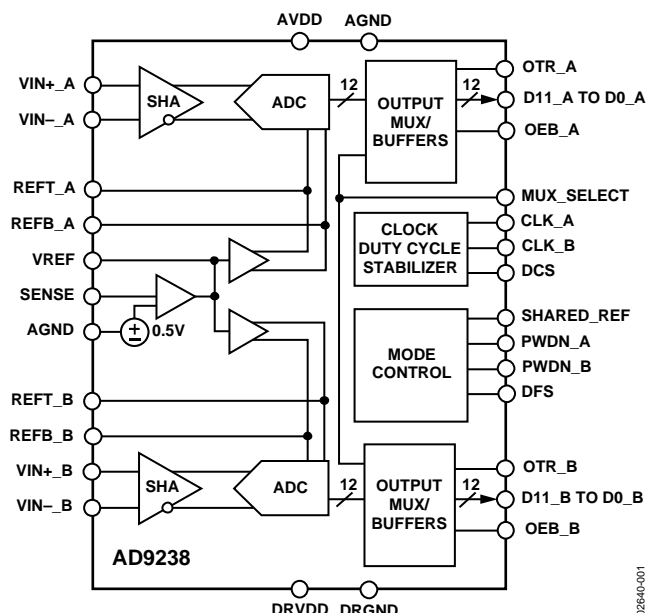 AVDD AGND
VIN+_A
SHA
ADC
12
OUTPUT
MUX/
BUFFERS
12
OTR_A
D11_A TO D0_A
OEB_A
VIN–_A
REFT_A
REFB_A
VREF
SENSE
AGND
0.5V
MUX_SELECT
CLOCK
DUTY CYCLE
STABILIZER
CLK_A
CLK_B
DCS
MODE
CONTROL
SHARED_REF
PWDN_A
PWDN_B
DFS
REFT_B
REFB_B
VIN+_B
VIN–_B
SHA
ADC
12
OUTPUT
MUX/
BUFFERS
12
OTR_B
D11_B TO D0_B
OEB_B
AD9238
DRVDD DRGND
02640-001